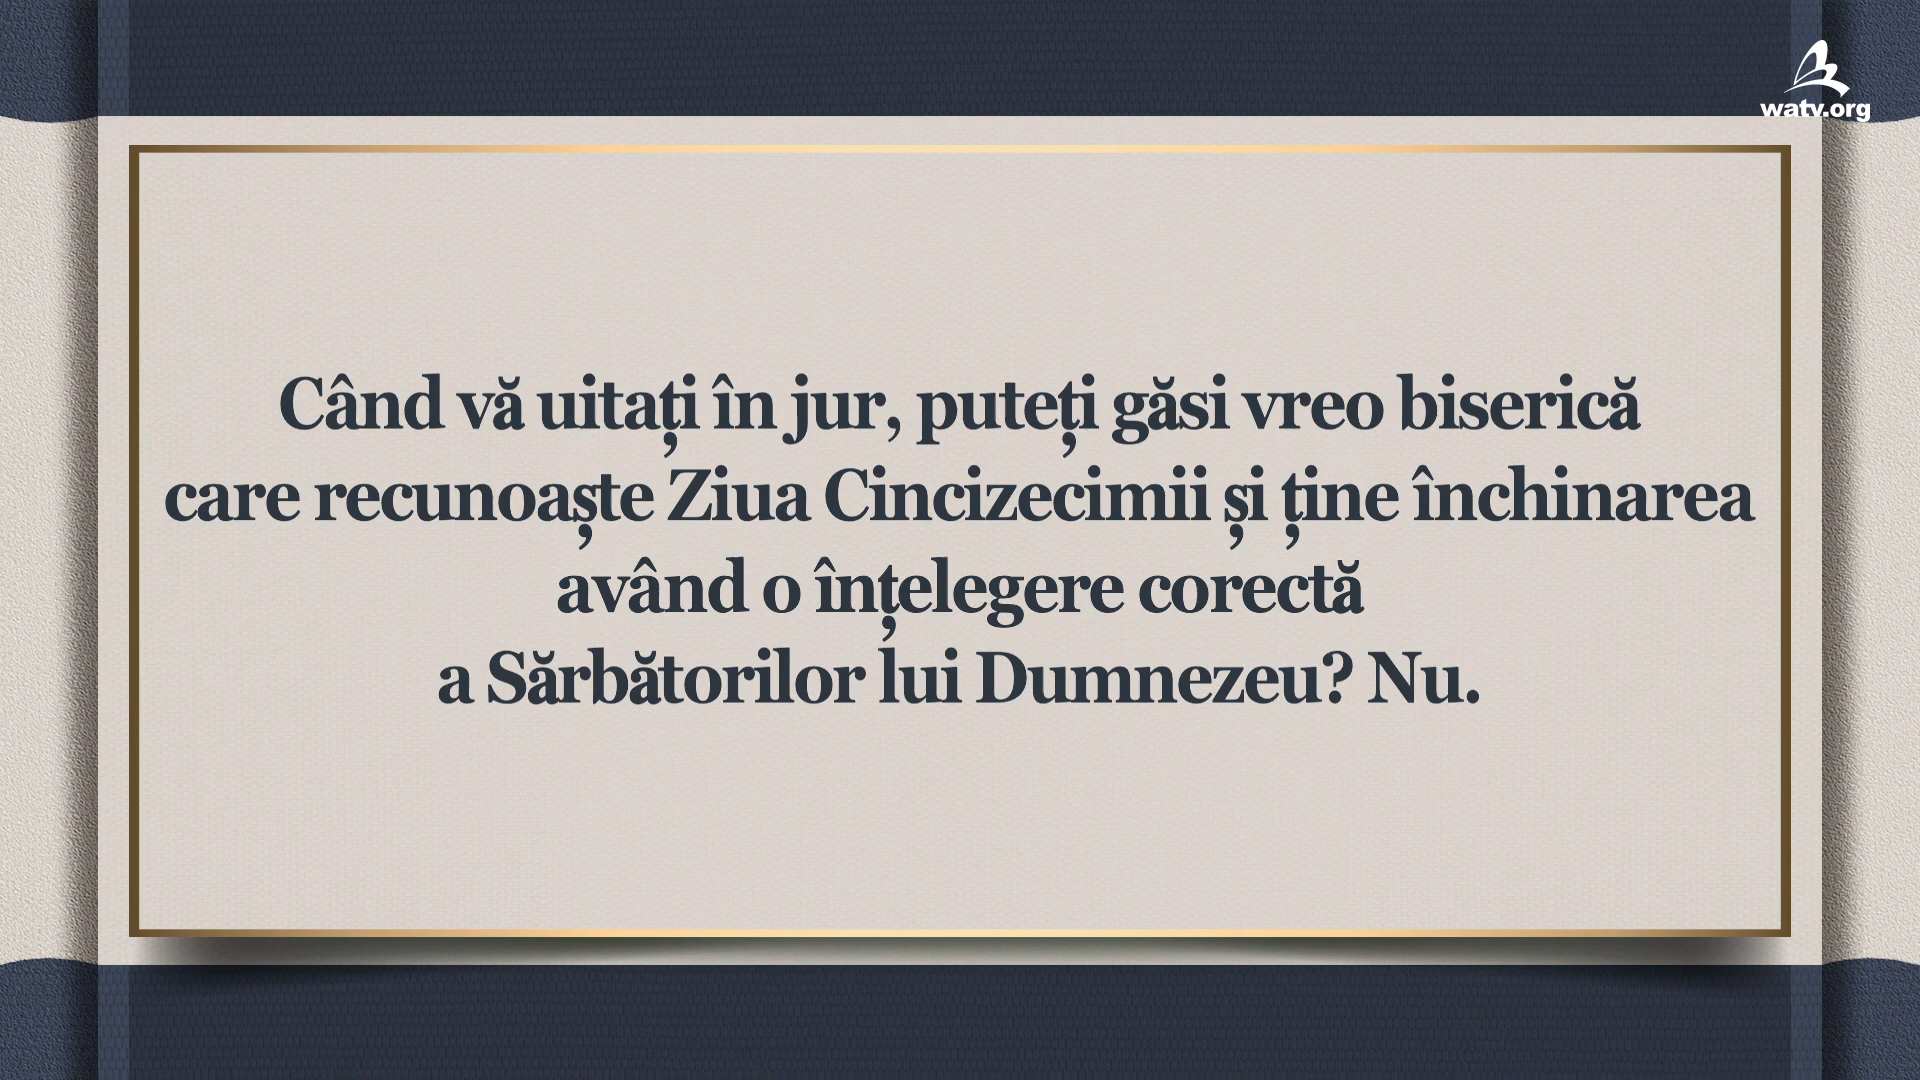 watv.org
Când vă uitați în jur, puteți găsi vreo biserică
care recunoaște Ziua Cincizecimii și ține închinarea
având o înțelegere corectă
a Sărbătorilor lui Dumnezeu? Nu.